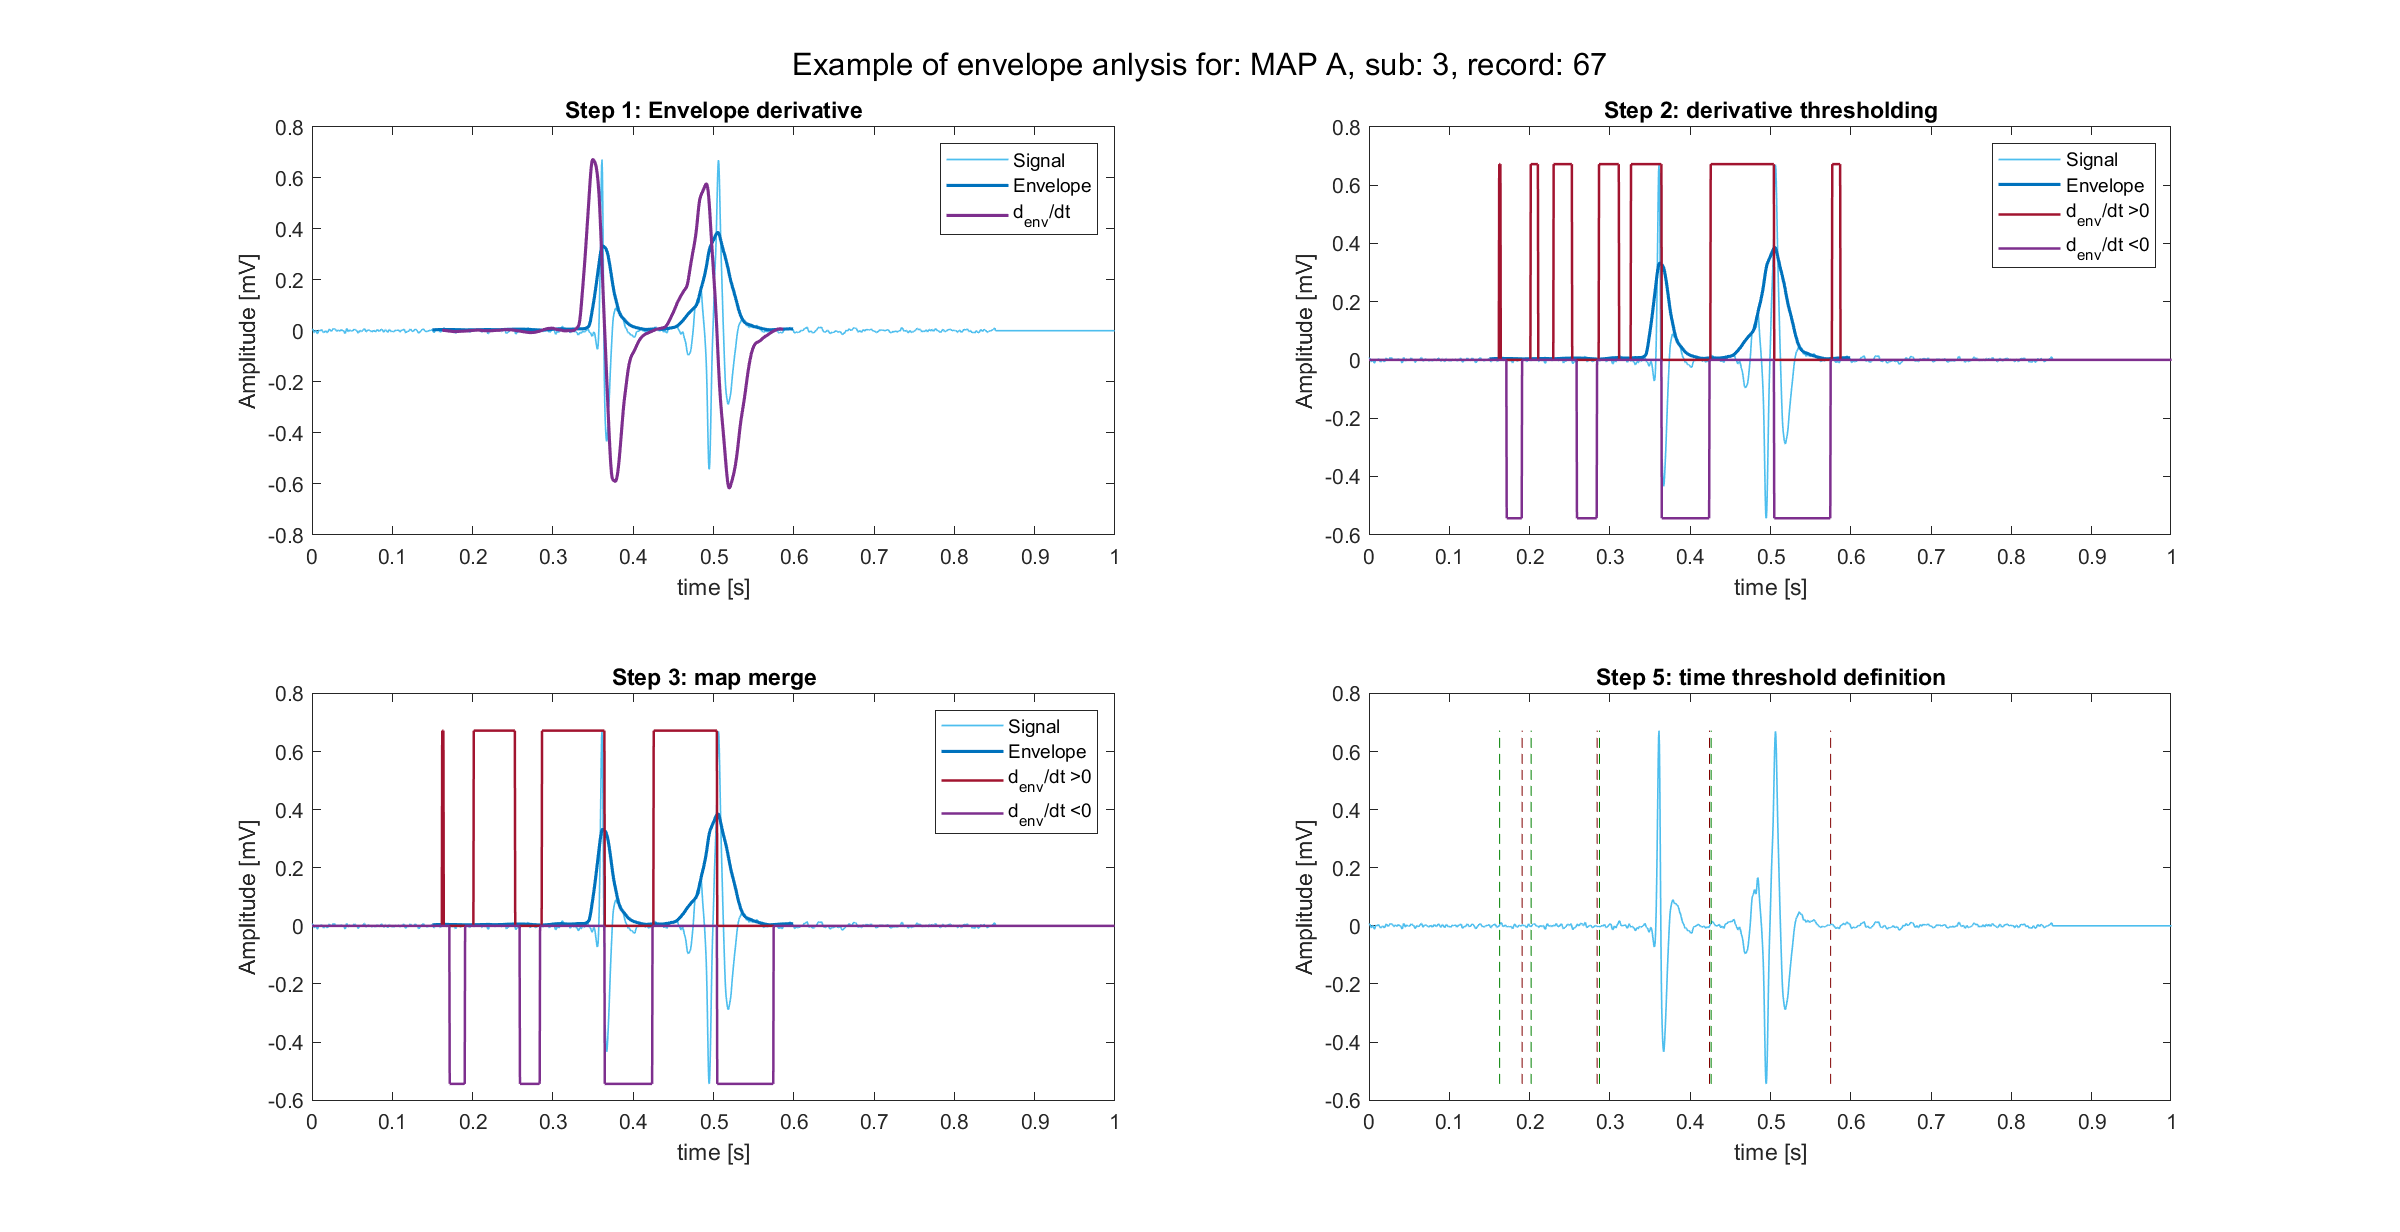 Example of envelope anlysis for: MAP A, sub: 3, record: 67
Step 1: Envelope derivative
0.8
0.6
0.4
0.2
0
-0.2
-0.4
-0.6
-0.8
Amplitude [mV]
0 0.1 0.2 0.3 0.4 0.5 0.6 0.7 0.8 0.9 1
time [s]
Signal
Envelope
d_env/dt
Step 2: derivative thresholding
0.8
0.6
0.4
0.2
0
-0.2
-0.4
-0.6
Amplitude [mV]
0 0.1 0.2 0.3 0.4 0.5 0.6 0.7 0.8 0.9 1
time [s]
Signal
Envelope
d_env/dt >0
d_env/dt <0
Step 3: map merge
0.8
0.6
0.4
0.2
0
-0.2
-0.4
-0.6
Amplitude [mV]
0 0.1 0.2 0.3 0.4 0.5 0.6 0.7 0.8 0.9 1
time [s]
Signal
Envelope
d_env/dt >0
d_env/dt <0
Step 5: time threshold definition
0.8
0.6
0.4
0.2
0
-0.2
-0.4
-0.6
Amplitude [mV]
0 0.1 0.2 0.3 0.4 0.5 0.6 0.7 0.8 0.9 1
time [s]